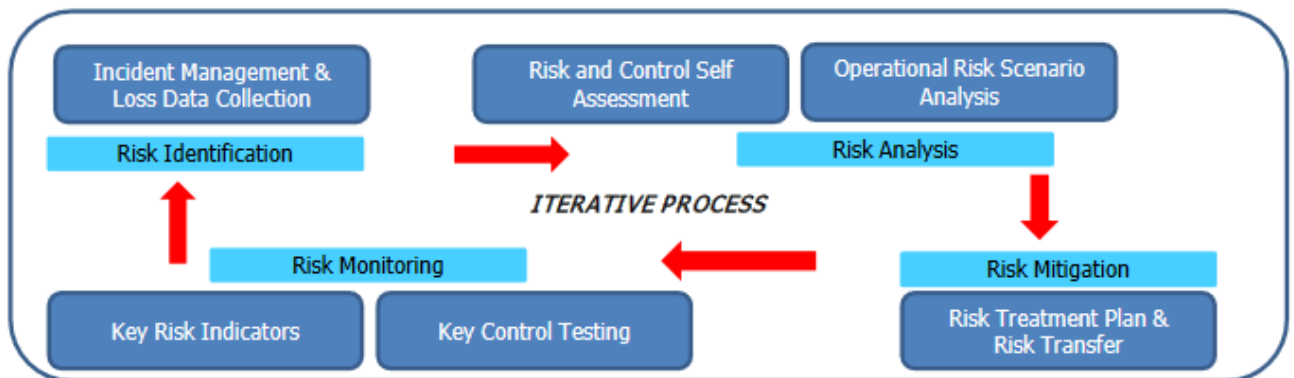 Incident Management &
Loss Data Collection
Risk and Control Self
Assessment
Operational Risk Scenario
Analysis
Risk Identification
Risk Analysis
ITERATIVE PROCESS
Risk Monitoring
Risk Mitigation
Key Risk Indicators
Key Control Testing
Risk Treatment Plan &
Risk Transfer